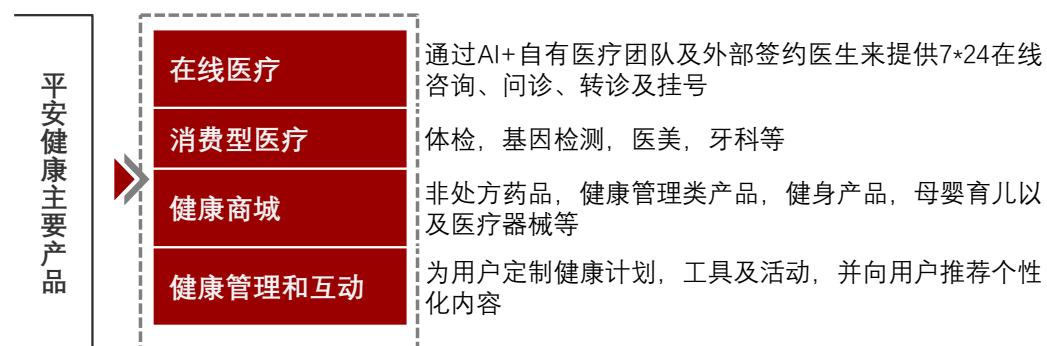 平安健康主要产品
在线医疗
通过AI+自有医疗团队及外部签约医生来提供7*24在线
咨询、问诊、转诊及挂号
消费型医疗
体检，基因检测，医美，牙科等
健康商城
非处方药品，健康管理类产品，健身产品，母婴育儿以
及医疗器械等
健康管理和互动
为用户定制健康计划，工具及活动，并向用户推荐个性
化内容